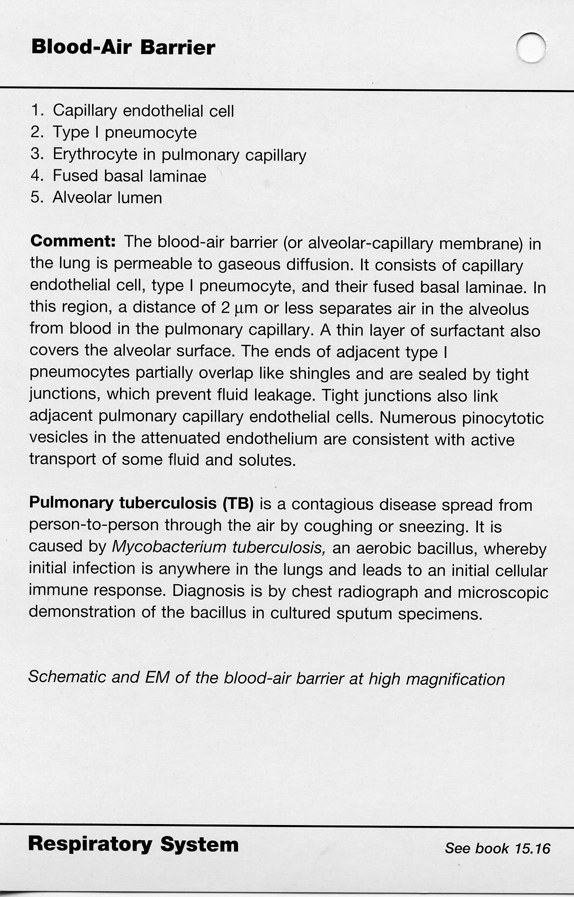 Blood-Air Barrier
1. Capillary endothelial cell
2. Type I pneumocyte
3. Erythrocyte in pulmonary capillary
4. Fused basal laminae
5. Alveolar lumen
Comment: The blood-air barrier (or alveolar-capillary membrane) in
the lung is permeable to gaseous diffusion. It consists of capillary
endothelial cell, type I pneumocyte, and their fused basal laminae. In
this region, a distance of 2 μm or less separates air in the alveolus
from blood in the pulmonary capillary. A thin layer of surfactant also
covers the alveolar surface. The ends of adjacent type I
pneumocytes partially overlap like shingles and are sealed by tight
junctions, which prevent fluid leakage. Tight junctions also link
adjacent pulmonary capillary endothelial cells. Numerous pinocytotic
vesicles in the attenuated endothelium are consistent with active
transport of some fluid and solutes.
Pulmonary tuberculosis (TB) is a contagious disease spread from
person-to-person through the air by coughing or sneezing. It is
caused by Mycobacterium tuberculosis, an aerobic bacillus, whereby
initial infection is anywhere in the lungs and leads to an initial cellular
immune response. Diagnosis is by chest radiograph and microscopic
demonstration of the bacillus in cultured sputum specimens.
Schematic and EM of the blood-air barrier at high magnification
Respiratory System
See book 15.16